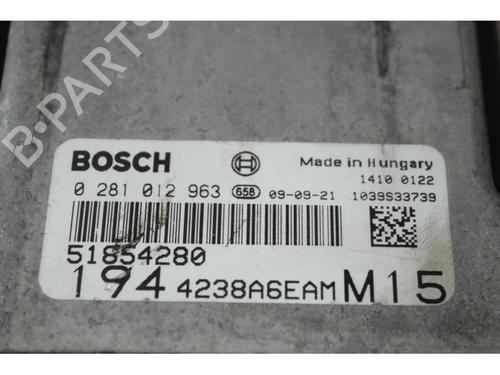 B-PARTS
BOSCH
Made in Hungary
1410 0122
0 281 012 963 65B 09-09-21 1039S33739
51854280
194 4238A6EAM M15